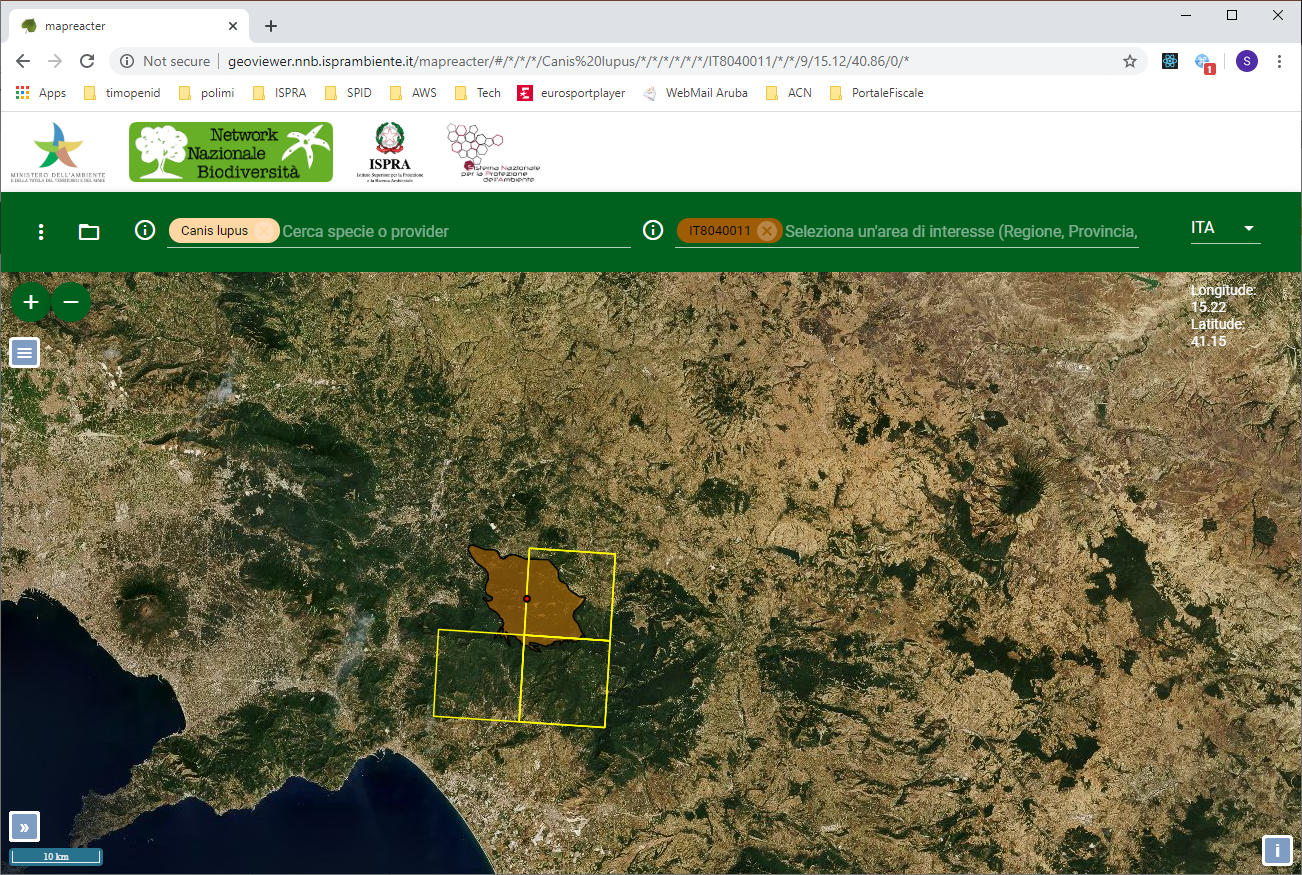 mapreacter
Not secure
geoviewer.nnb.isprambiente.it/mapreacter/#/*/*/*/Canis%20lupus/*/*/*/*/*/*/IT8040011/*/*/9/15.12/40.86/0/*
1
S
Apps
timopenid
polimi
ISPRA
SPID
AWS
Tech
eurosportplayer
WebMail Aruba
ACN
PortaleFiscale
MINISTERO DELL'AMBIENTE
E DELLA TUTELA DEL TERRITORIO E DEL MARE
Network
Nazionale
Biodiversità
ISPRA
Istituto Superiore per la Protezione
e la Ricerca Ambientale
Sistema Nazionale
per la Protezione
dell'Ambiente
Canis lupus
Cerca specie o provider
IT8040011
Seleziona un'area di interesse (Regione, Provincia,
ITA
Longitude:
15.22
Latitude:
41.15
10 km